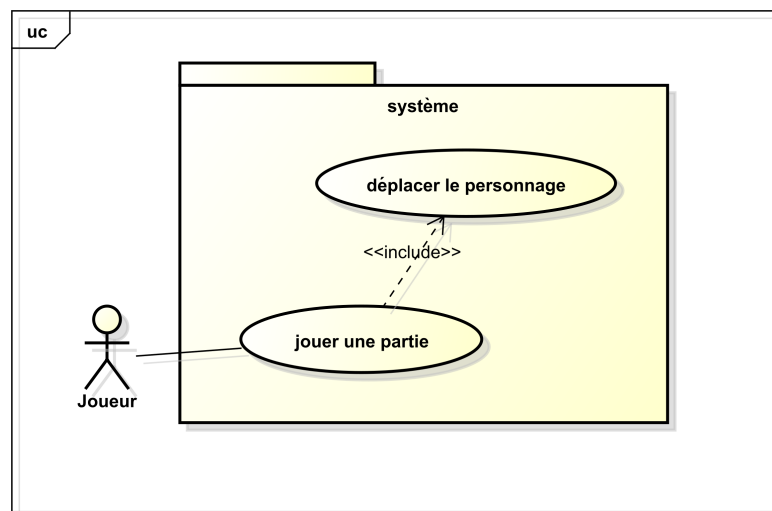 uc
système
déplacer le personnage
<<include>>
jouer une partie
Joueur